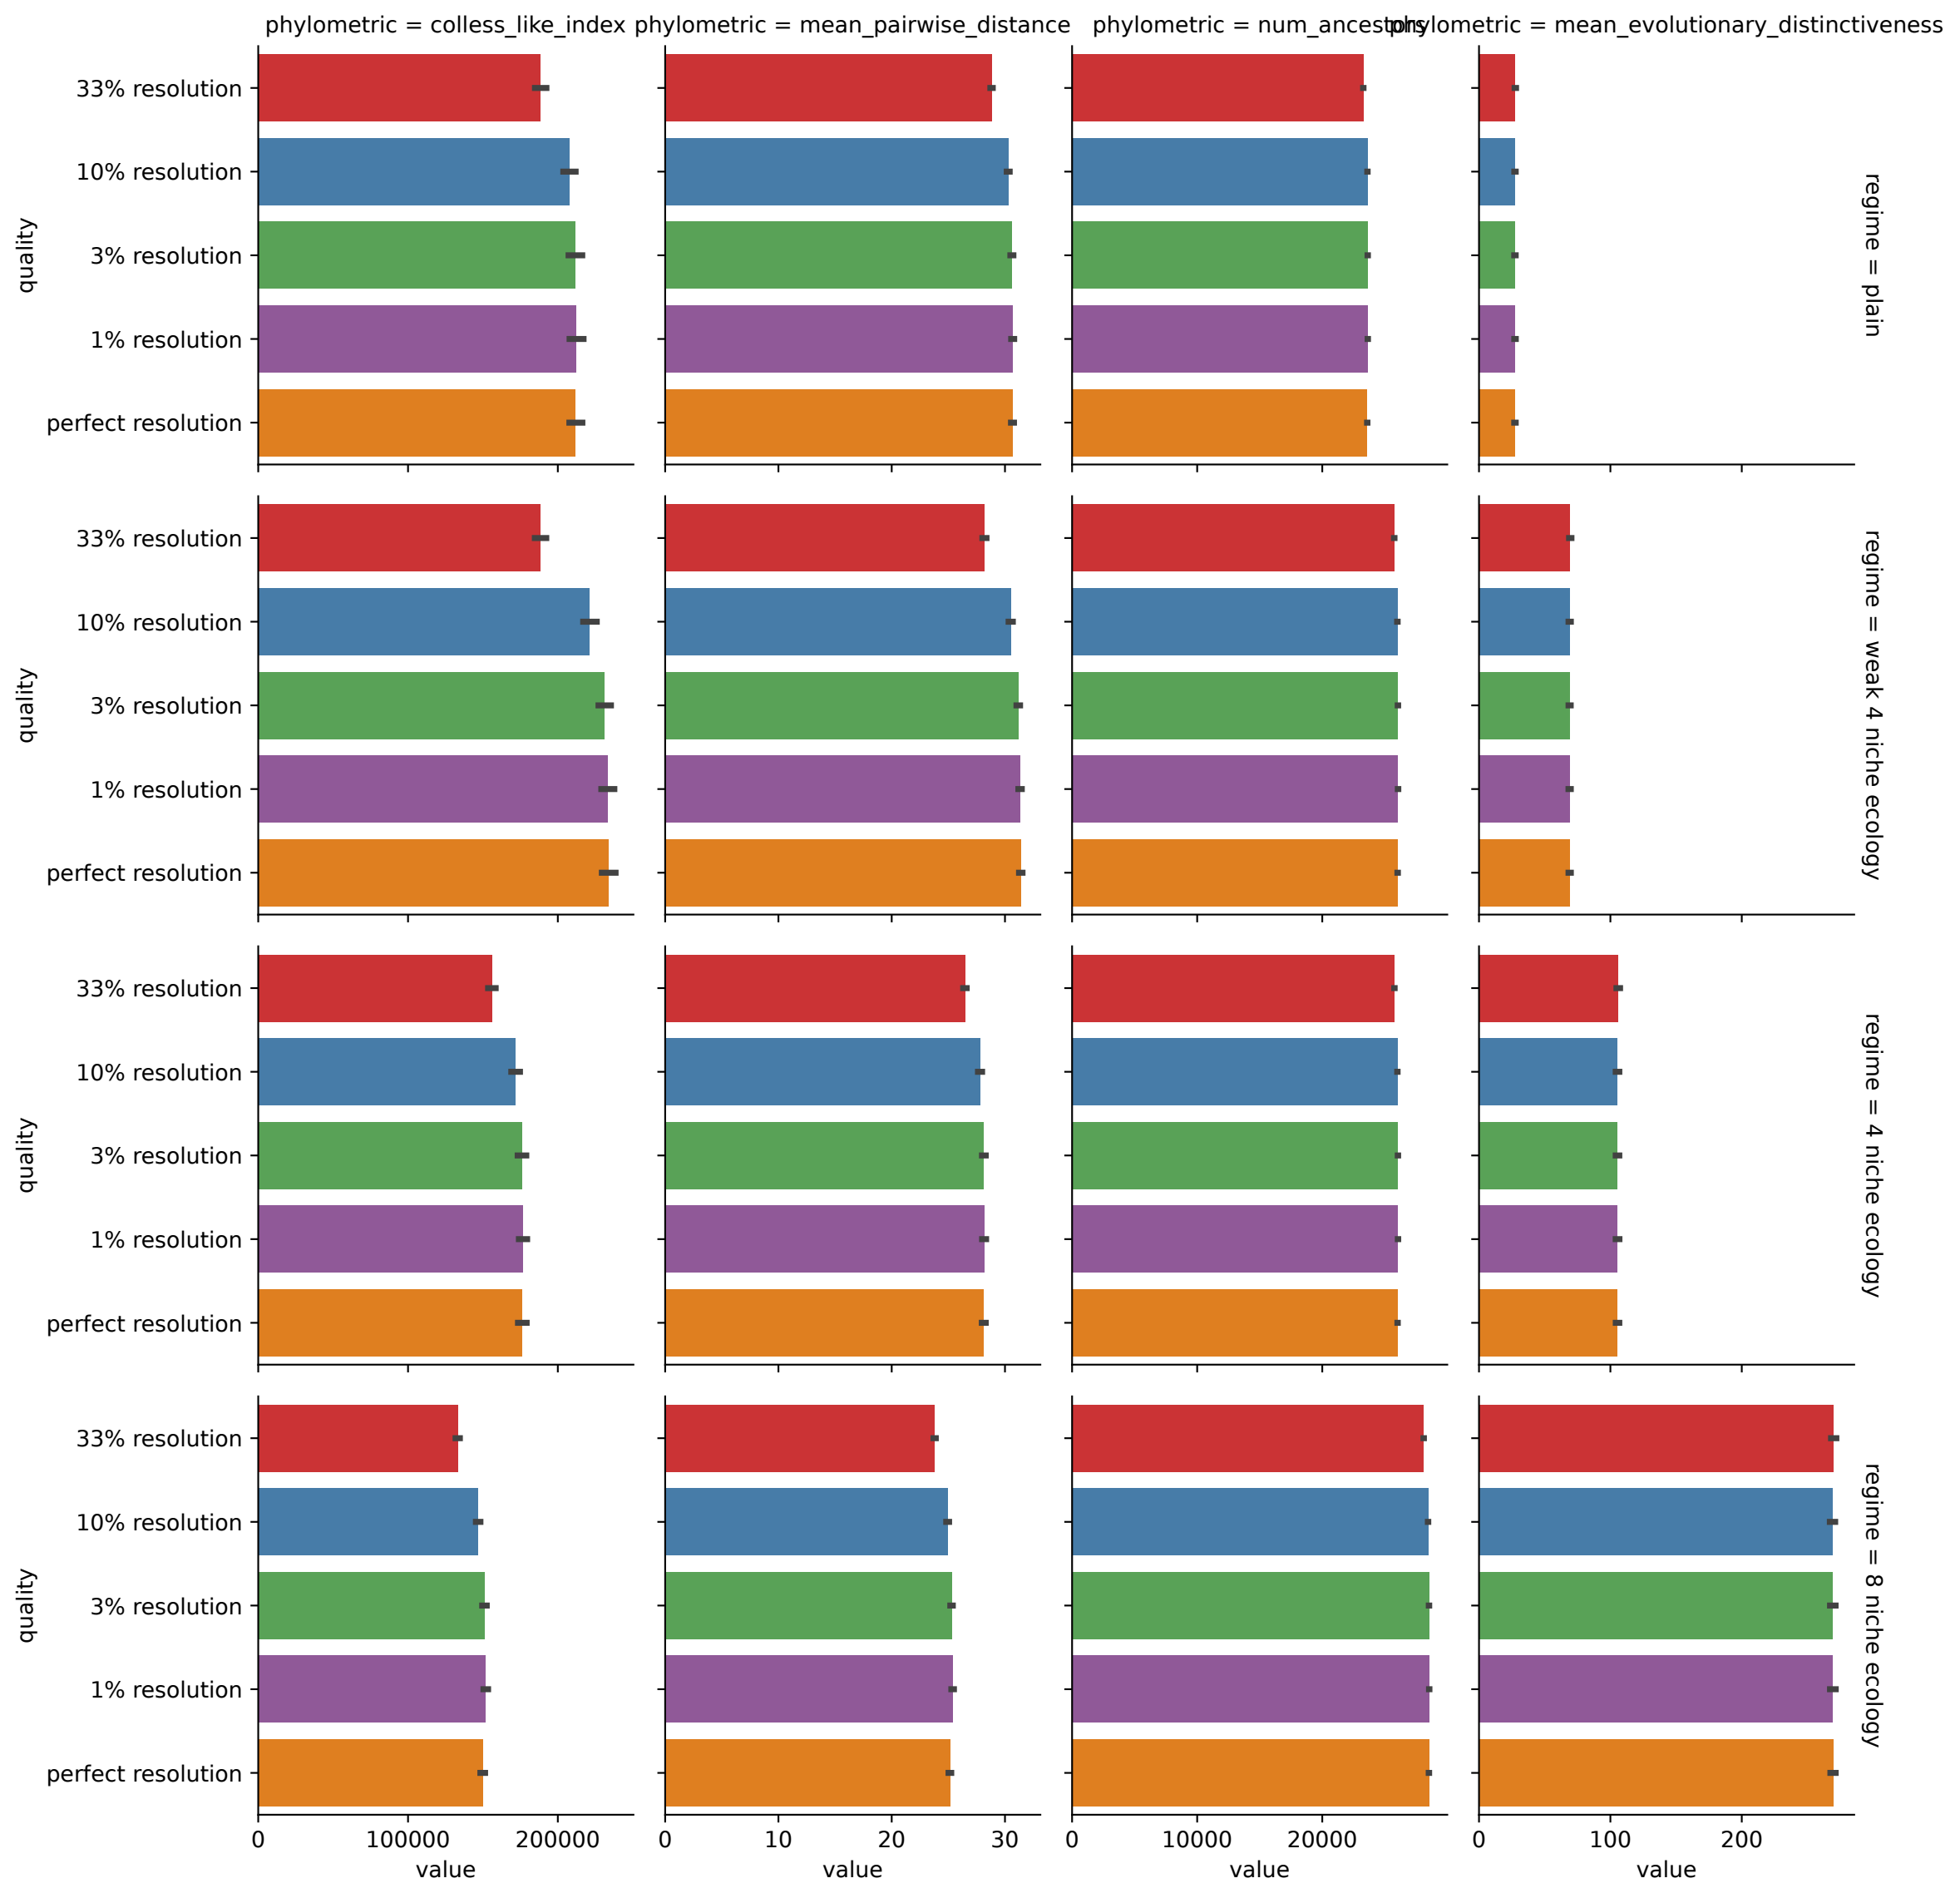 phylometric = colless_like_index
phylometric = mean_pairwise_distance
phylometric = num_ancestors
phylometric = mean_evolutionary_distinctiveness
quality
33% resolution
10% resolution
3% resolution
1% resolution
perfect resolution
regime = plain
quality
33% resolution
10% resolution
3% resolution
1% resolution
perfect resolution
regime = weak 4 niche ecology
quality
33% resolution
10% resolution
3% resolution
1% resolution
perfect resolution
regime = 4 niche ecology
quality
33% resolution
10% resolution
3% resolution
1% resolution
perfect resolution
regime = 8 niche ecology
0 100000 200000
0 10 20 30
0 10000 20000
0 100 200
value
value
value
value